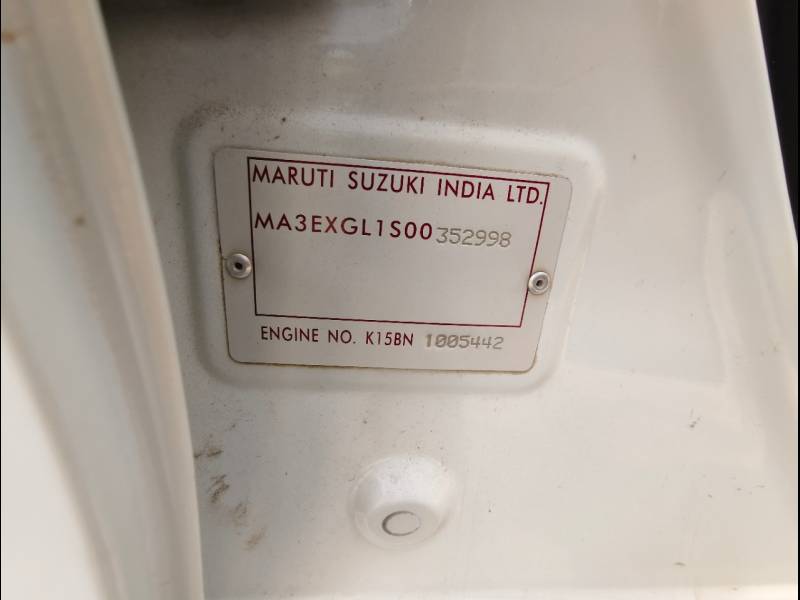 MARUTI SUZUKI INDIA LTD.
MA3EXGL1S00352998
ENGINE NO. K15BN 1005442